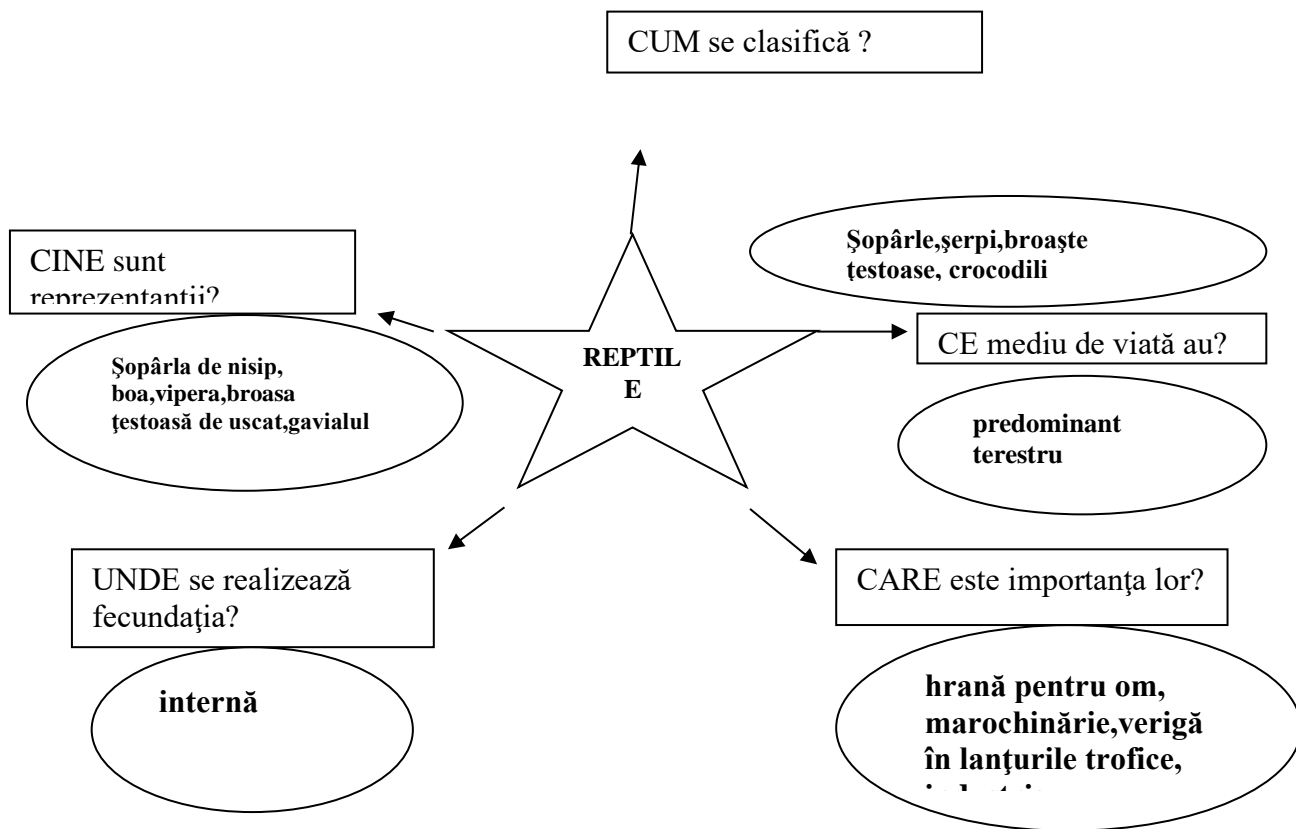 CUM se clasifică ?
Şopârle,şerpi,broaşte
ţestoase, crocodili
CINE sunt
reprezentanţii?
Şopârla de nisip,
boa,vipera,broasa
ţestoasă de uscat,gavialul
REPTIL
E
CE mediu de viată au?
predominant
terestru
UNDE se realizează
fecundaţia?
internă
CARE este importanţa lor?
hrană pentru om,
marochinărie,verigă
în lanţurile trofice,